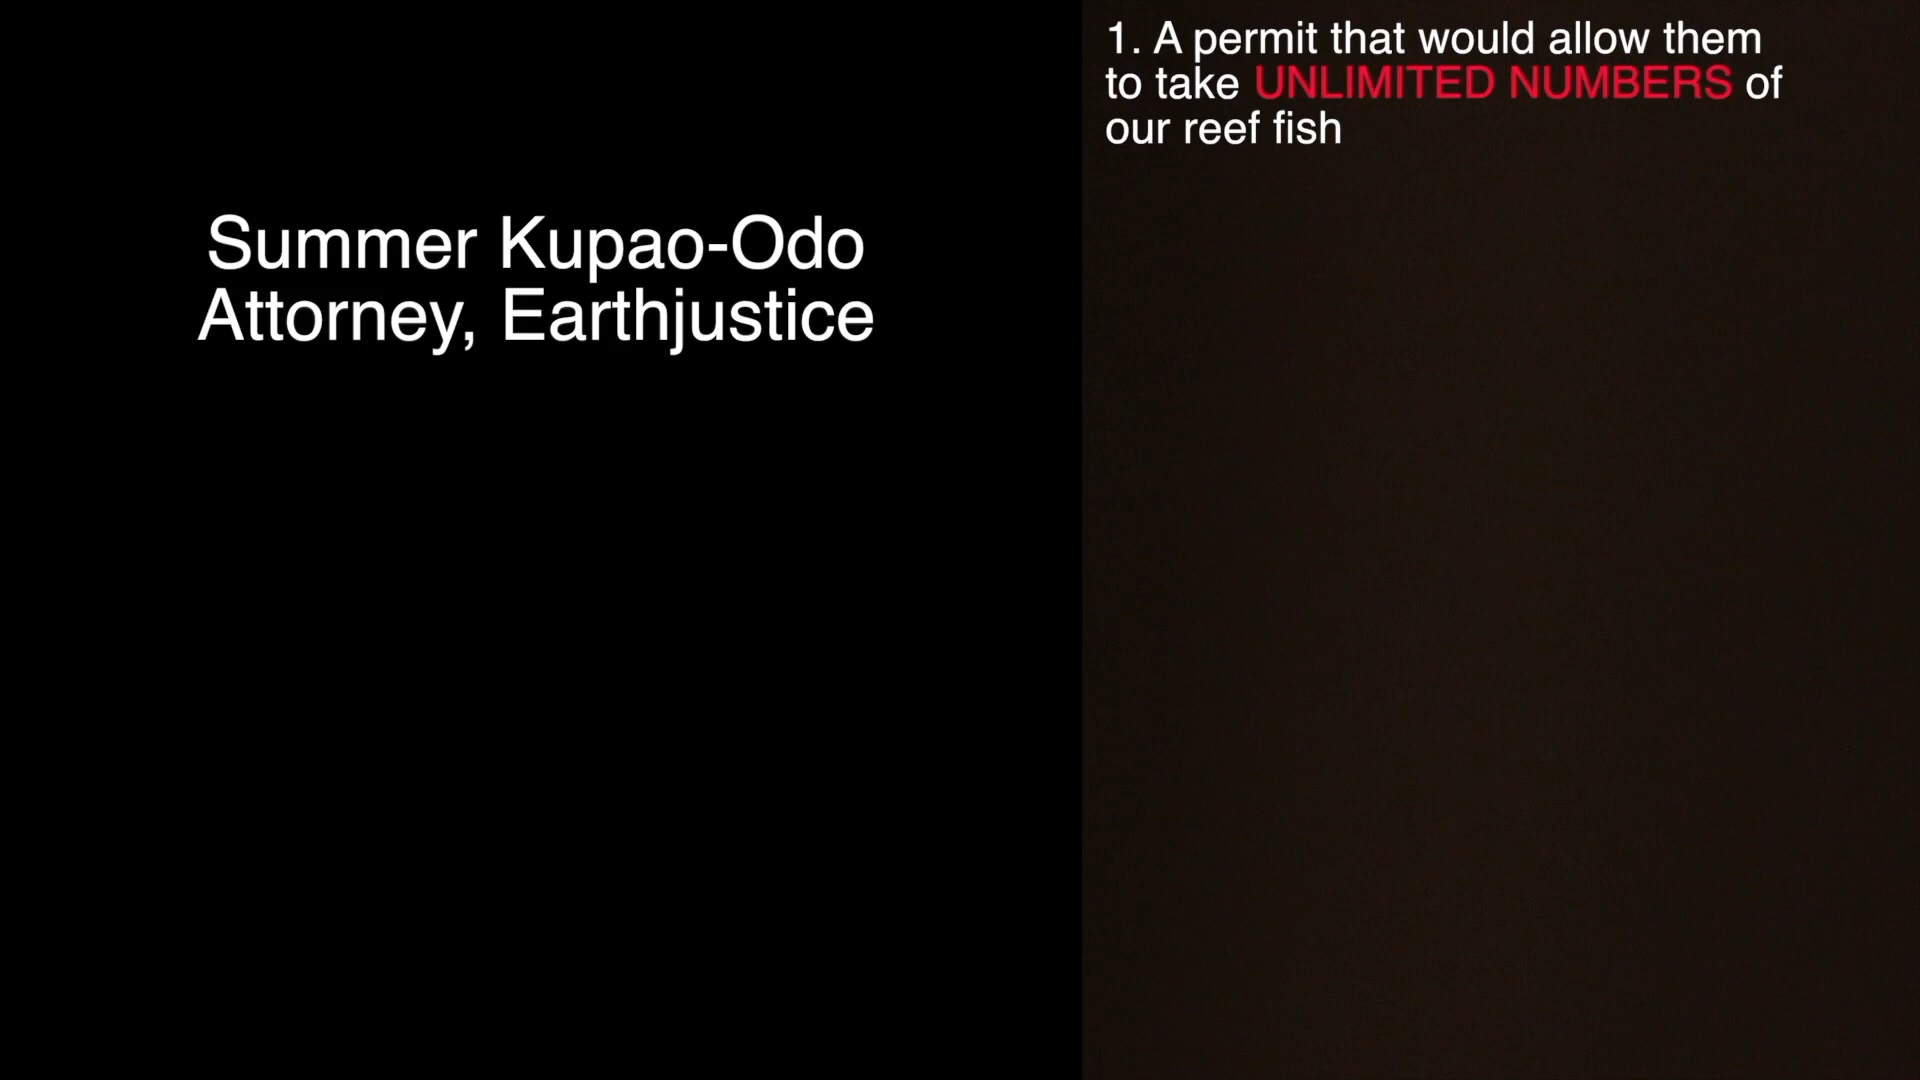 Summer Kupao-Odo
Attorney, Earthjustice
1. A permit that would allow them
to take UNLIMITED NUMBERS of
our reef fish